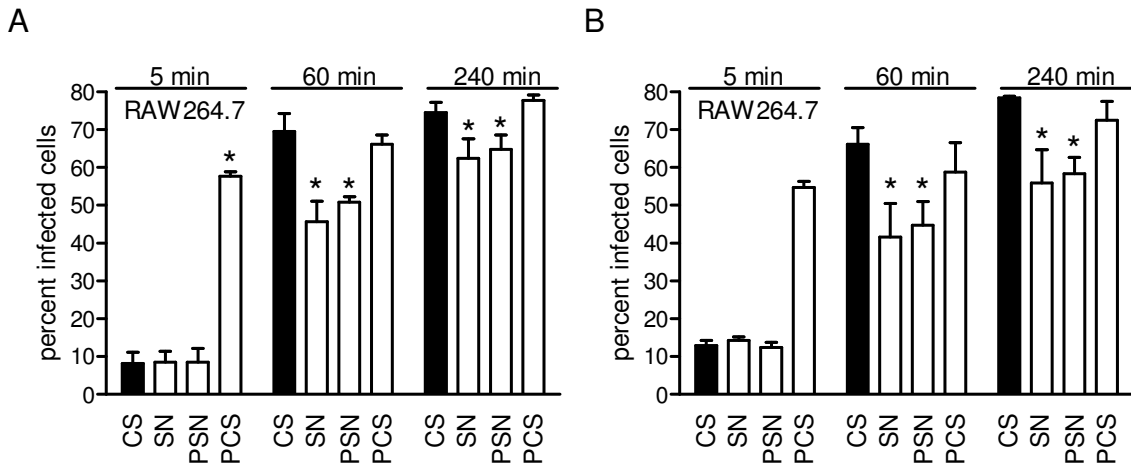 A
5 min 60 min 240 min
RAW264.7
percent infected cells
80
70
60
50
40
30
20
10
0
* * * * *
CS SN PSN PCS CS SN PSN PCS CS SN PSN PCS
B
5 min 60 min 240 min
RAW264.7
percent infected cells
80
70
60
50
40
30
20
10
0
* * * *
CS SN PSN PCS CS SN PSN PCS CS SN PSN PCS